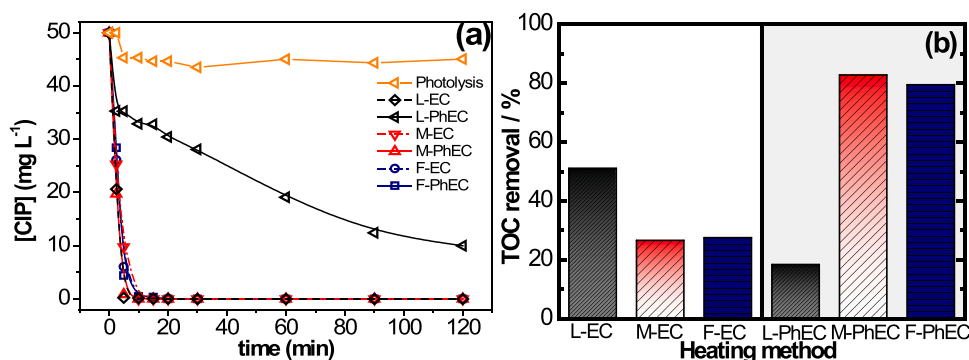 (a)
[CIP] (mg L⁻¹)
50
40
30
20
10
0
Photolysis
L-EC
L-PhEC
M-EC
M-PhEC
F-EC
F-PhEC
0 20 40 60 80 100 120
time (min)
(b)
TOC removal / %
100
80
60
40
20
0
L-EC M-EC F-EC L-PhEC M-PhEC F-PhEC
Heating method